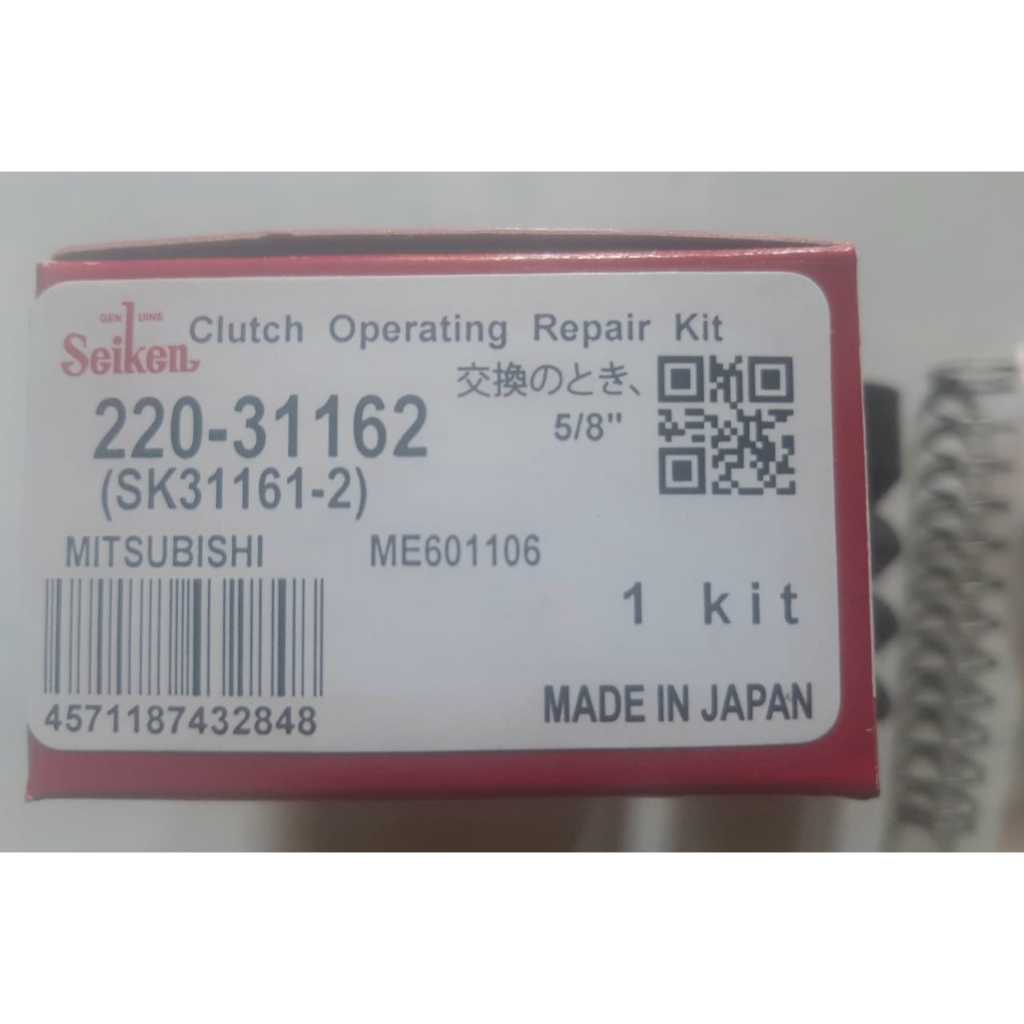 GENUINE
Seiken
Clutch Operating Repair Kit
交換のとき、
220-31162
5/8"
(SK31161-2)
MITSUBISHI ME601106
1 kit
4571187432848
MADE IN JAPAN